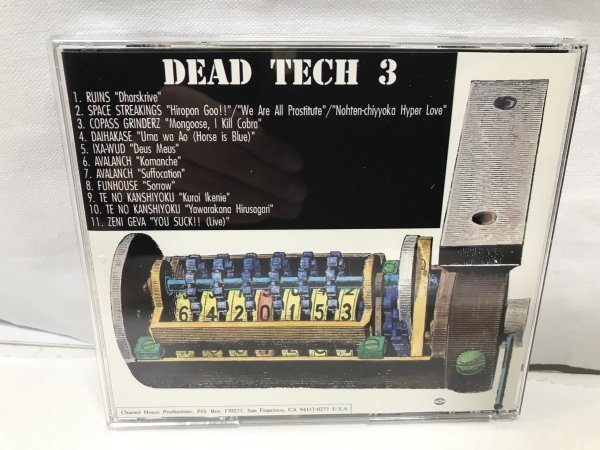 DEAD TECH 3
1. RUINS "Dharskrive"
2. SPACE STREAKINGS "Hiropon Goo!!"/"We Are All Prostitute"/"Nohten-chiyyoka Hyper Love"
3. COPASS GRINDERZ "Mongoose, I Kill Cobra"
4. DAIHAKASE "Uma wa Ao (Horse is Blue)"
5. IXA-WUD "Deus Meus"
6. AVALANCH "Komanche"
7. AVALANCH "Suffocation"
8. FUNHOUSE "Sorrow"
9. TE NO KANSHIYOKU "Kuroi Ikenie"
10. TE NO KANSHIYOKU "Yawarakana Hirusagari"
11. ZENI GEVA "YOU SUCK!! (Live)"
6 4 2 0 1 5 3
Channel House Productions, P.O. Box 170277, San Francisco, CA 94117-0277 U.S.A.